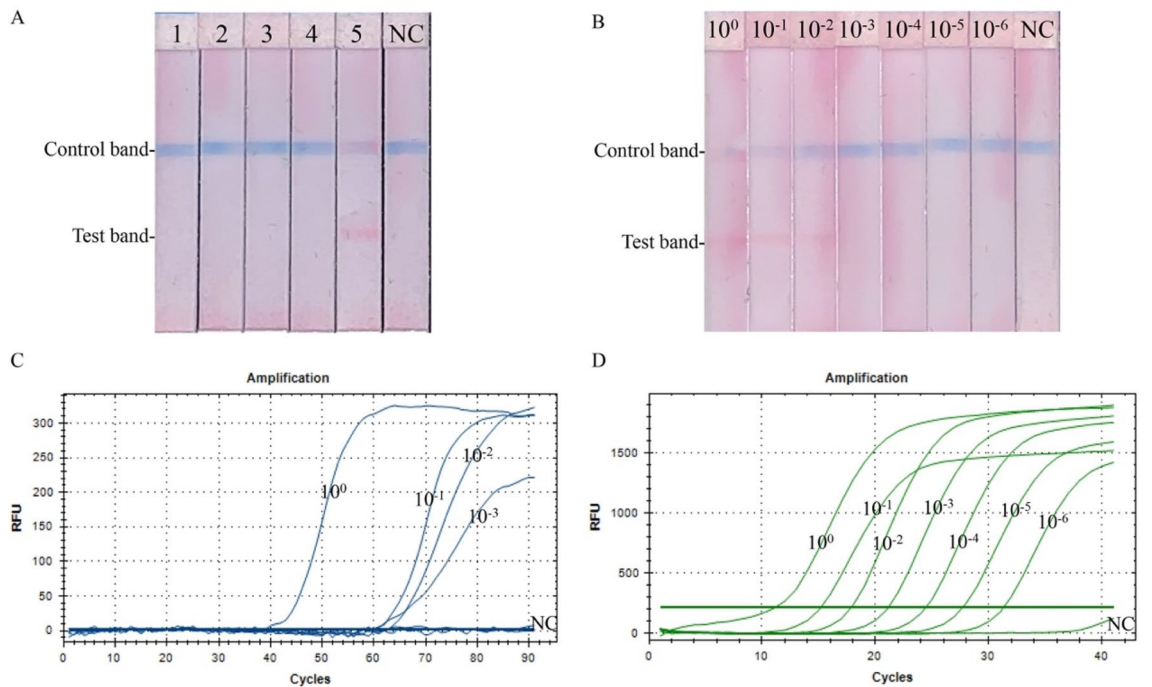 A
1 2 3 4 5 NC
Control band-
Test band-
B
10⁰ 10⁻¹ 10⁻² 10⁻³ 10⁻⁴ 10⁻⁵ 10⁻⁶ NC
Control band-
Test band-
C
Amplification
300
250
200
150
100
50
0
RFU
10⁰
10⁻¹
10⁻²
10⁻³
NC
0 10 20 30 40 50 60 70 80 90
Cycles
D
Amplification
1500
1000
500
0
RFU
10⁰
10⁻¹
10⁻²
10⁻³
10⁻⁴
10⁻⁵
10⁻⁶
NC
0 10 20 30 40
Cycles